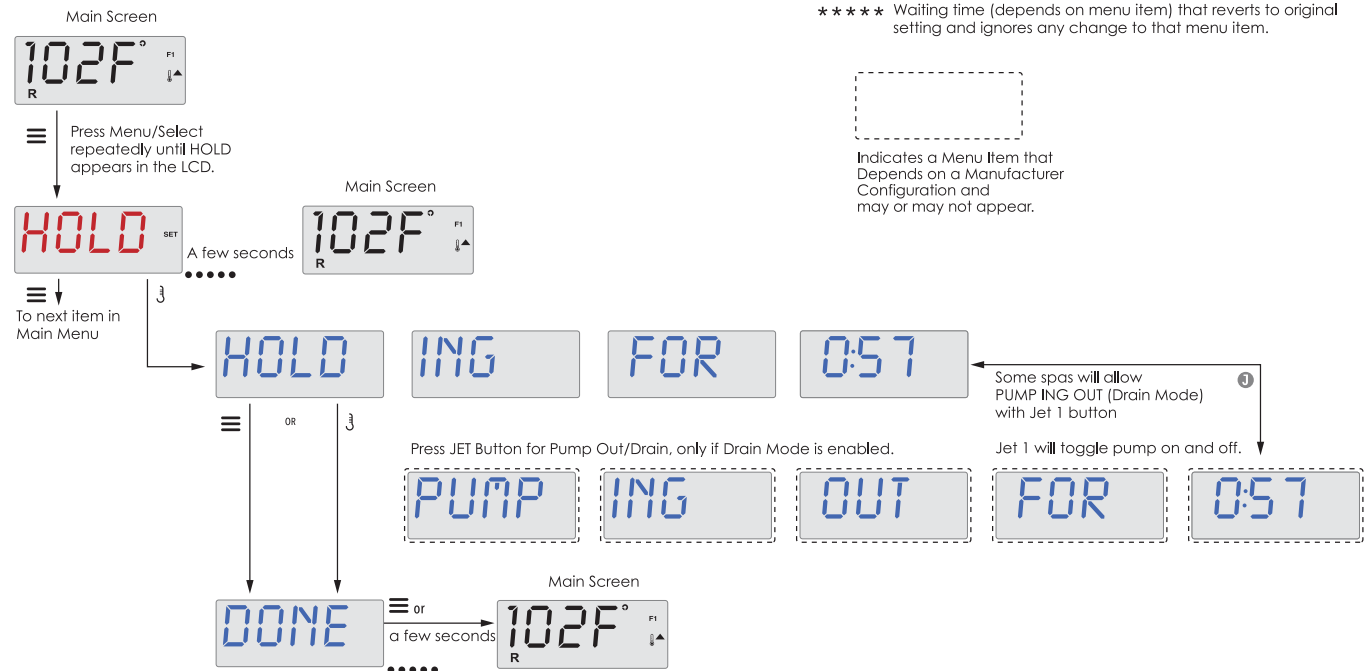 Main Screen
***** Waiting time (depends on menu item) that reverts to original
setting and ignores any change to that menu item.
102F° F1
R
Press Menu/Select
repeatedly until HOLD
appears in the LCD.
Indicates a Menu Item that
Depends on a Manufacturer
Configuration and
may or may not appear.
Main Screen
HOLD SET
A few seconds
102F° F1
R
To next item in
Main Menu
HOLD ING FOR 0:57
Some spas will allow J
PUMP ING OUT (Drain Mode)
with Jet 1 button
OR
Press JET Button for Pump Out/Drain, only if Drain Mode is enabled.
Jet 1 will toggle pump on and off.
PUMP ING OUT FOR 0:57
Main Screen
DONE
or
a few seconds
102F° F1
R